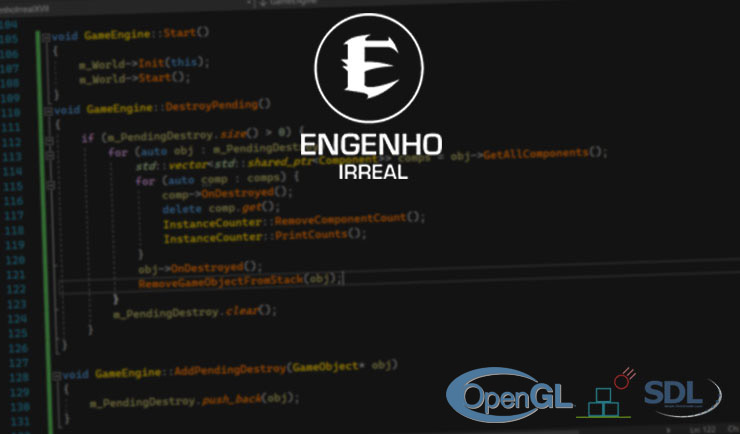 GameEngine
104
105 void GameEngine::Start()
106 {
107 m_World->Init(this);
108 m_World->Start();
109 }
110 void GameEngine::DestroyPending()
111 {
112 if (m_PendingDestroy.size() > 0) {
113 for (auto obj : m_PendingDest
114 std::vector<std::shared_ptr<Component>> comps = obj->GetAllComponents();
115 for (auto comp : comps) {
116 comp->OnDestroyed();
117 delete comp.get();
118 InstanceCounter::RemoveComponentCount();
119 InstanceCounter::PrintCounts();
120 }
121 obj->OnDestroyed();
122 RemoveGameObjectFromStack(obj);
123 }
124 m_PendingDestroy.clear();
125 }
126 }
127
128 void GameEngine::AddPendingDestroy(GameObject* obj)
129 {
130 m_PendingDestroy.push_back(obj);
131 }
E
ENGENHO
IRREAL
OpenGL
SDL
Ln: 122